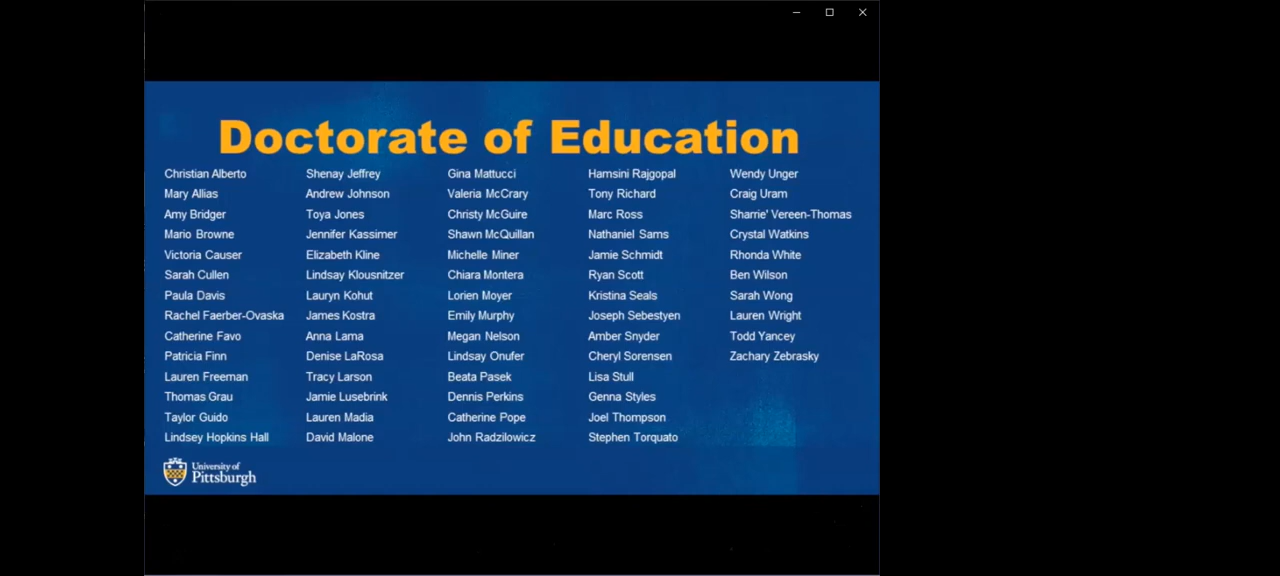 Doctorate of Education
Christian Alberto
Mary Allias
Amy Bridger
Mario Browne
Victoria Causer
Sarah Cullen
Paula Davis
Rachel Faerber-Ovaska
Catherine Favo
Patricia Finn
Lauren Freeman
Thomas Grau
Taylor Guido
Lindsey Hopkins Hall
Shenay Jeffrey
Andrew Johnson
Toya Jones
Jennifer Kassimer
Elizabeth Kline
Lindsay Klousnitzer
Lauryn Kohut
James Kostra
Anna Lama
Denise LaRosa
Tracy Larson
Jamie Lusebrink
Lauren Madia
David Malone
Gina Mattucci
Valeria McCrary
Christy McGuire
Shawn McQuillan
Michelle Miner
Chiara Montera
Lorien Moyer
Emily Murphy
Megan Nelson
Lindsay Onufer
Beata Pasek
Dennis Perkins
Catherine Pope
John Radzilowicz
Hamsini Rajgopal
Tony Richard
Marc Ross
Nathaniel Sams
Jamie Schmidt
Ryan Scott
Kristina Seals
Joseph Sebestyen
Amber Snyder
Cheryl Sorensen
Lisa Stull
Genna Styles
Joel Thompson
Stephen Torquato
Wendy Unger
Craig Uram
Sharrie' Vereen-Thomas
Crystal Watkins
Rhonda White
Ben Wilson
Sarah Wong
Lauren Wright
Todd Yancey
Zachary Zebrasky
University of
Pittsburgh